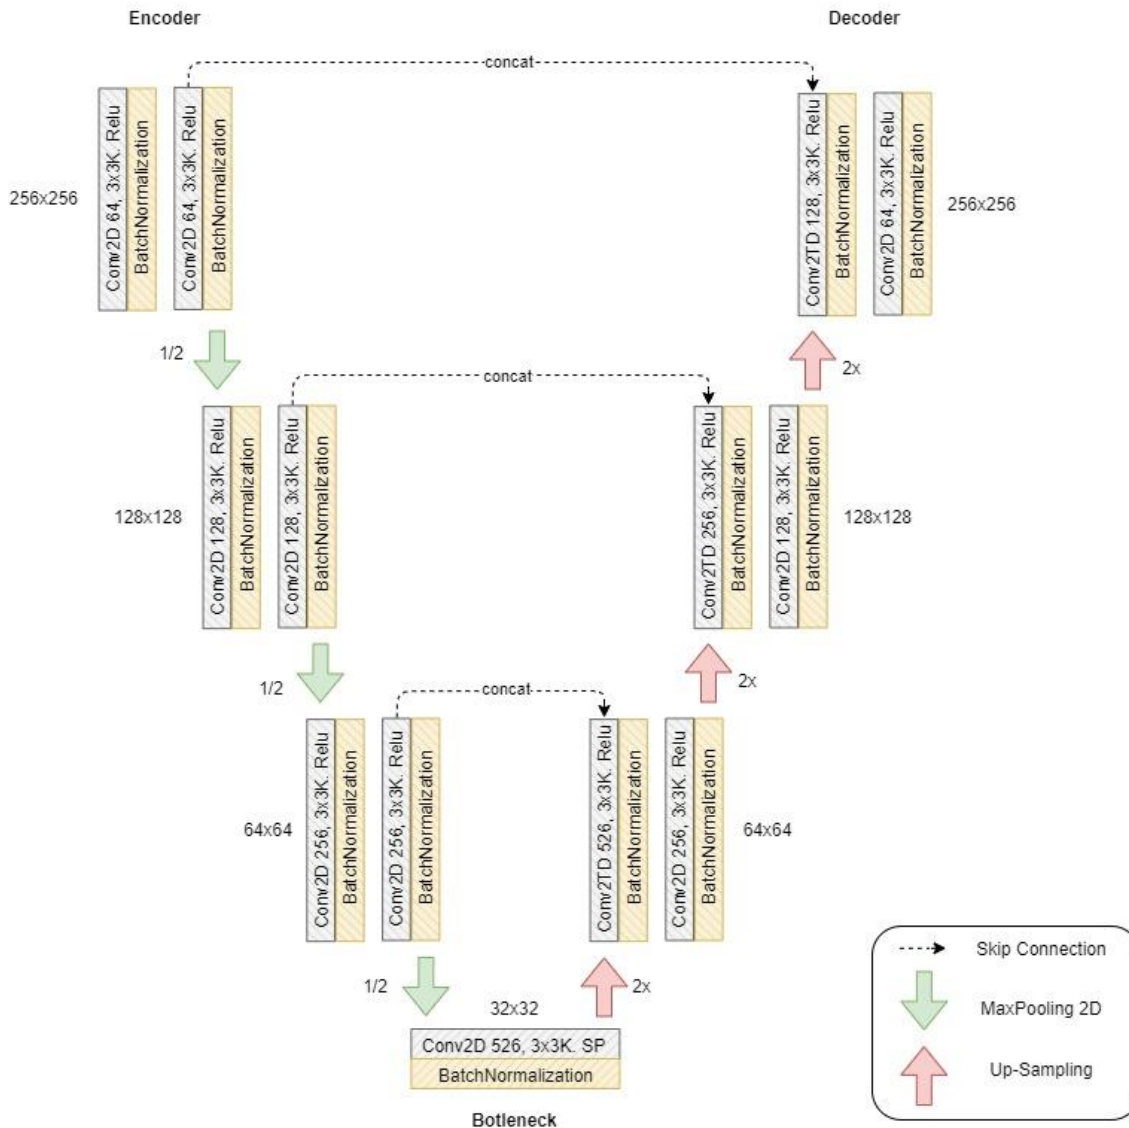 Encoder
Decoder
concat
256x256
Conv2D 64, 3x3K. Relu
BatchNormalization
Conv2D 64, 3x3K. Relu
BatchNormalization
Conv2TD 128, 3x3K. Relu
BatchNormalization
Conv2D 64, 3x3K. Relu
BatchNormalization
256x256
1/2
2x
concat
128x128
Conv2D 128, 3x3K. Relu
BatchNormalization
Conv2D 128, 3x3K. Relu
BatchNormalization
Conv2TD 256, 3x3K. Relu
BatchNormalization
Conv2D 128, 3x3K. Relu
BatchNormalization
128x128
1/2
2x
concat
64x64
Conv2D 256, 3x3K. Relu
BatchNormalization
Conv2D 256, 3x3K. Relu
BatchNormalization
Conv2TD 526, 3x3K. Relu
BatchNormalization
Conv2D 256, 3x3K. Relu
BatchNormalization
64x64
1/2
2x
32x32
Conv2D 526, 3x3K. SP
BatchNormalization
Botleneck
Skip Connection
MaxPooling 2D
Up-Sampling